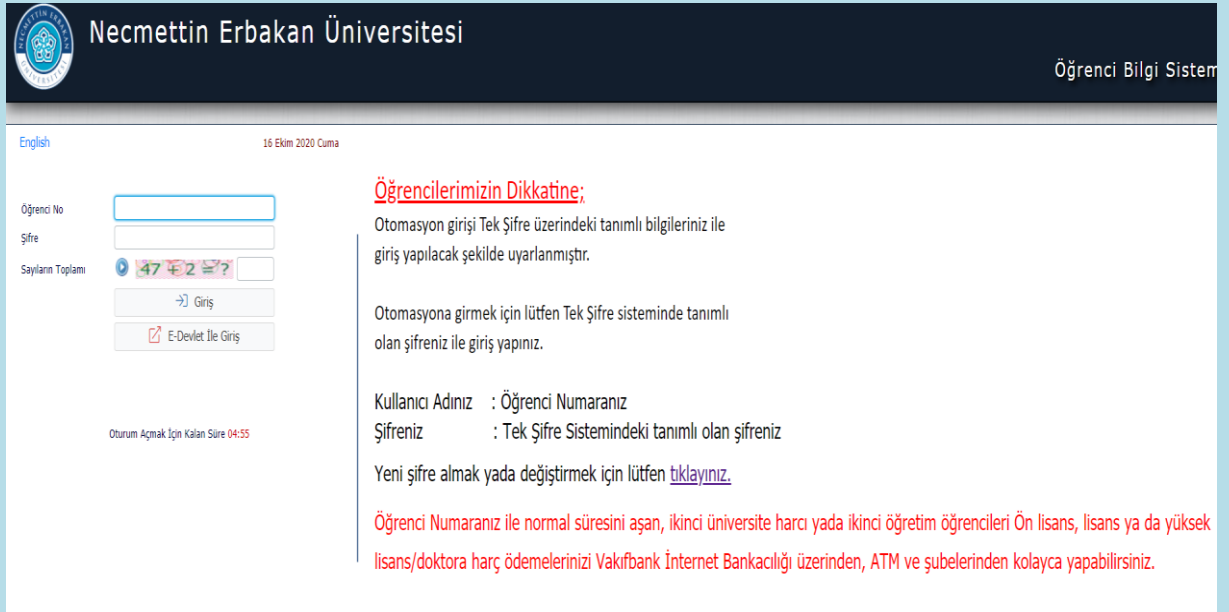 NECMETTİN ERBAKAN ÜNİVERSİTESİ
Necmettin Erbakan Üniversitesi
Öğrenci Bilgi Sistem
English
16 Ekim 2020 Cuma
Öğrenci No
Şifre
Sayıların Toplamı
47 + 2 = ?
Giriş
E-Devlet İle Giriş
Oturum Açmak İçin Kalan Süre 04:55
Öğrencilerimizin Dikkatine;
Otomasyon girişi Tek Şifre üzerindeki tanımlı bilgileriniz ile
giriş yapılacak şekilde uyarlanmıştır.
Otomasyona girmek için lütfen Tek Şifre sisteminde tanımlı
olan şifreniz ile giriş yapınız.
Kullanıcı Adınız : Öğrenci Numaranız
Şifreniz : Tek Şifre Sistemindeki tanımlı olan şifreniz
Yeni şifre almak yada değiştirmek için lütfen tıklayınız.
Öğrenci Numaranız ile normal süresini aşan, ikinci üniversite harcı yada ikinci öğretim öğrencileri Ön lisans, lisans ya da yüksek
lisans/doktora harç ödemelerinizi Vakıfbank İnternet Bankacılığı üzerinden, ATM ve şubelerinden kolayca yapabilirsiniz.